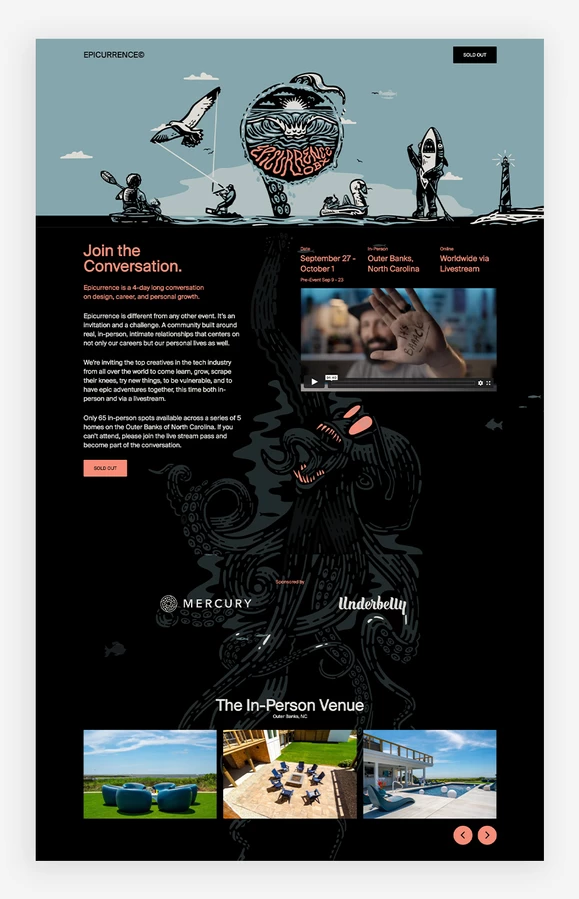 EPICURRENCE©
SOLD OUT
EPICURRENCE
OBX
Join the
Conversation.
Epicurrence is a 4-day long conversation
on design, career, and personal growth.
Epicurrence is different from any other event. It's an
invitation and a challenge. A community built around
real, in-person, intimate relationships that centers on
not only our careers but our personal lives as well.
We're inviting the top creatives in the tech industry
from all over the world to come learn, grow, scrape
their knees, try new things, to be vulnerable, and to
have epic adventures together, this time both in-
person and via a livestream.
Only 65 in-person spots available across a series of 5
homes on the Outer Banks of North Carolina. If you
can't attend, please join the live stream pass and
become part of the conversation.
SOLD OUT
Date
September 27 -
October 1
Pre-Event Sep 9 - 23
In-Person
Outer Banks,
North Carolina
Online
Worldwide via
Livestream
Sponsored by
MERCURY
Underbelly
The In-Person Venue
Outer Banks, NC